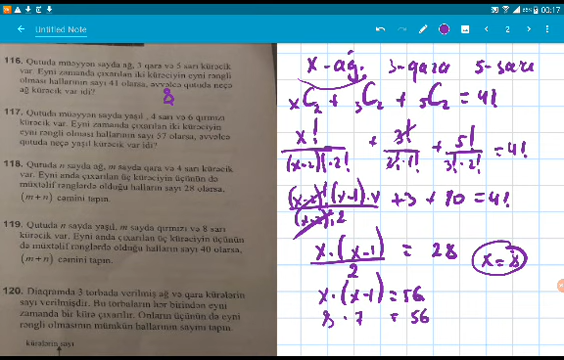 00:17
Untitled Note
2
116. Qutuda müəyyən sayda ağ, 3 qara və 5 sarı kürəcik
var. Eyni zamanda çıxarılan iki kürəciyin eyni rəngli
olması hallarının sayı 41 olarsa, əvvəlcə qutuda neçə
ağ kürəcik var idi?
8
117. Qutuda müəyyən sayda yaşıl, 4 sarı və 6 qırmızı
kürəcik var. Eyni zamanda çıxarılan iki kürəciyin eyni
rəngli olması hallarının sayı 57 olarsa, əvvəlcə
qutuda neçə yaşıl kürəcik var idi?
118. Qutuda n sayda ağ, m sayda qara və 4 sarı kürəcik
var. Eyni anda çıxarılan üç kürəciyin üçünün də
müxtəlif rənglərdə olduğu halların sayı 28 olarsa,
(m+n) cəmini tapın.
119. Qutuda n sayda yaşıl, m sayda qırmızı və 8 sarı
kürəcik var. Eyni anda çıxarılan üç kürəciyin üçünün
də müxtəlif rənglərdə olduğu halların sayı 40 olarsa,
(m+n) cəmini tapın.
120. Diaqramda 3 torbada verilmiş ağ və qara kürələrin
sayı verilmişdir. Bu torbaların hər birindən eyni
zamanda bir kürə çıxarılır. Onların üçünün də eyni
rəngli olmasının mümkün hallarının sayını tapın.
kürələrin sayı
x-ağ. 3-qara 5-sarı
xC2 + 3C2 + 5C2 = 41
x!/(x-2)!·2! + 3!/2!·1! + 5!/3!·2! = 41
(x-2)!(x-1)·x/(x-2)!·2 + 3 + 10 = 41
x·(x-1)/2 = 28
x=8
x·(x-1)=56
8·7 = 56